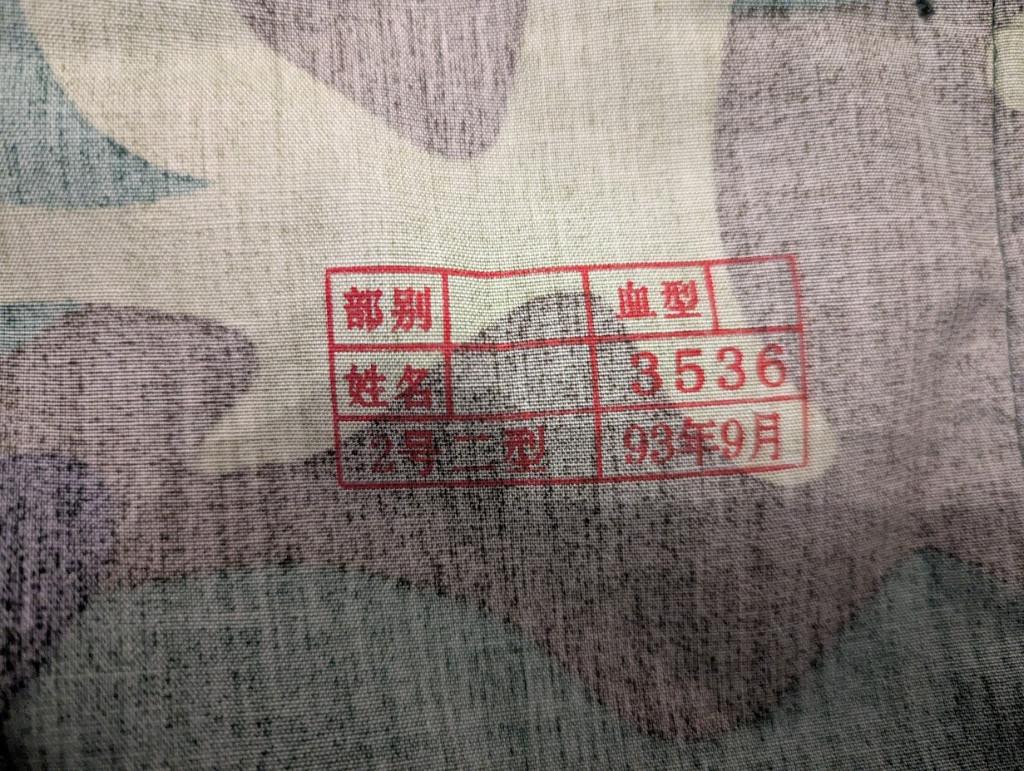 部别 血型
姓名 3536
2号二型 93年9月